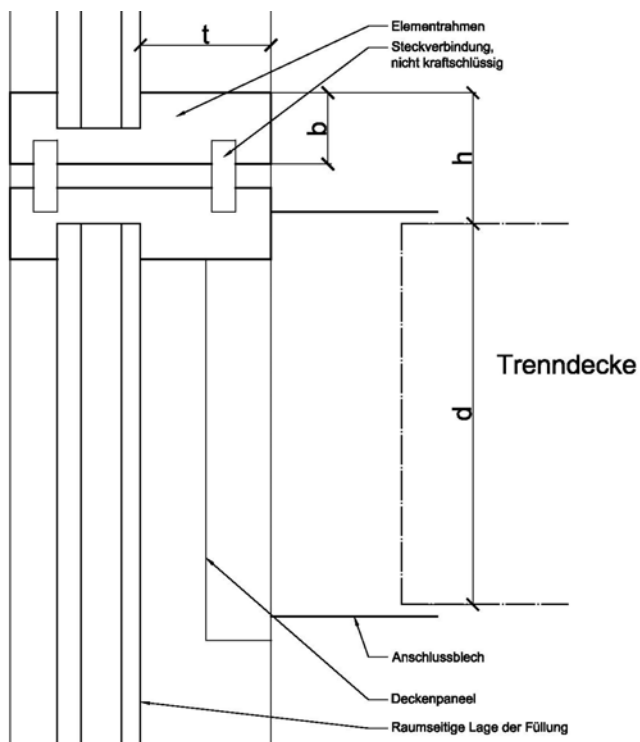 t
Elementrahmen
Steckverbindung,
nicht kraftschlüssig
b
h
Trenndecke
d
Anschlussblech
Deckenpaneel
Raumseitige Lage der Füllung